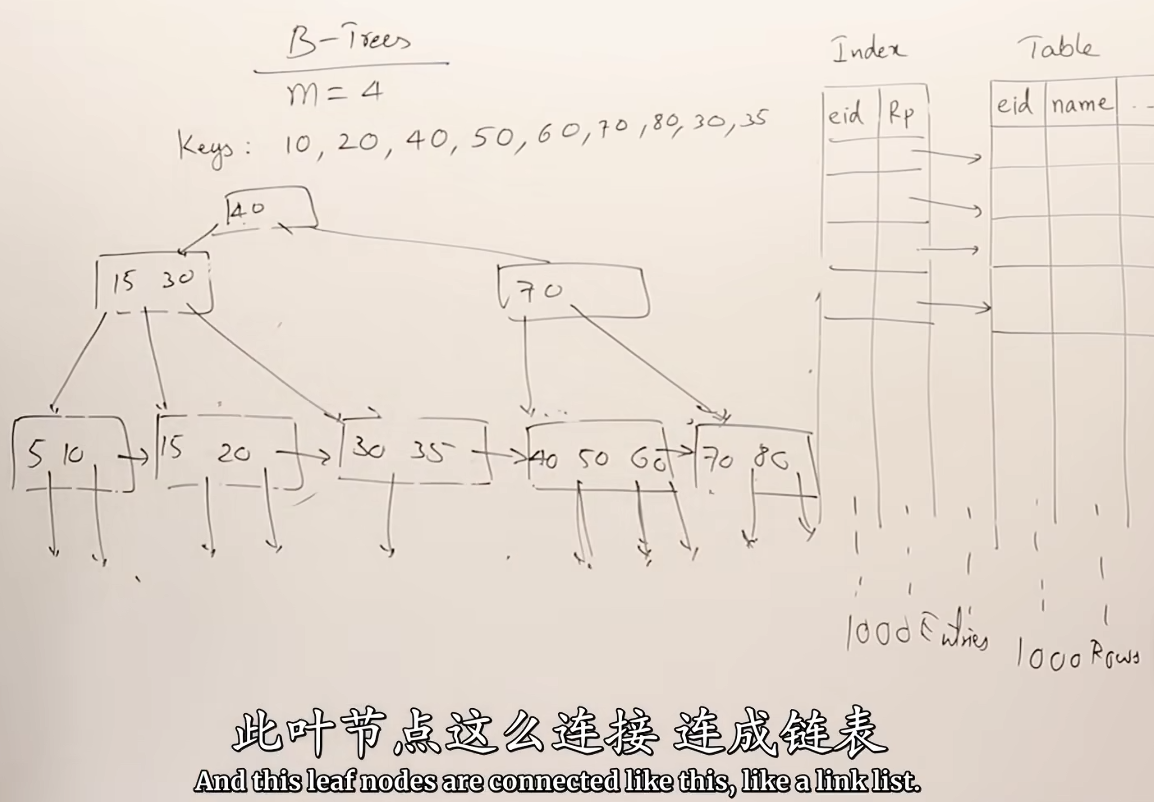 B-Trees
m = 4
Keys: 10, 20, 40, 50, 60, 70, 80, 30, 35
40
15 30
70
5 10
15 20
30 35
40 50 60
70 80
Index
eid Rp
Table
eid name ..
1000 Entries
1000 Rows
此叶节点这么连接 连成链表
And this leaf nodes are connected like this, like a link list.